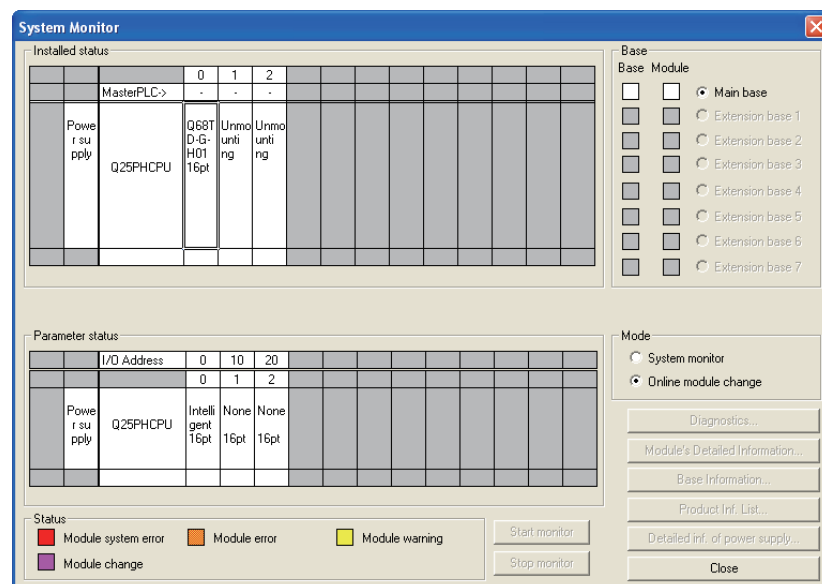 System Monitor
Installed status
0 1 2
MasterPLC-> - - -
Powe
r su
pply
Q25PHCPU
Q68T
D-G-
H01
16pt
Unmo
unti
ng
Unmo
unti
ng
Base
Base Module
Main base
Extension base 1
Extension base 2
Extension base 3
Extension base 4
Extension base 5
Extension base 6
Extension base 7
Parameter status
I/O Address 0 10 20
0 1 2
Powe
r su
pply
Q25PHCPU
Intelli
gent
16pt
None
16pt
None
16pt
Mode
System monitor
Online module change
Diagnostics...
Module's Detailed Information...
Base Information...
Product Inf. List...
Detailed inf. of power supply...
Close
Status
Module system error
Module error
Module warning
Module change
Start monitor
Stop monitor